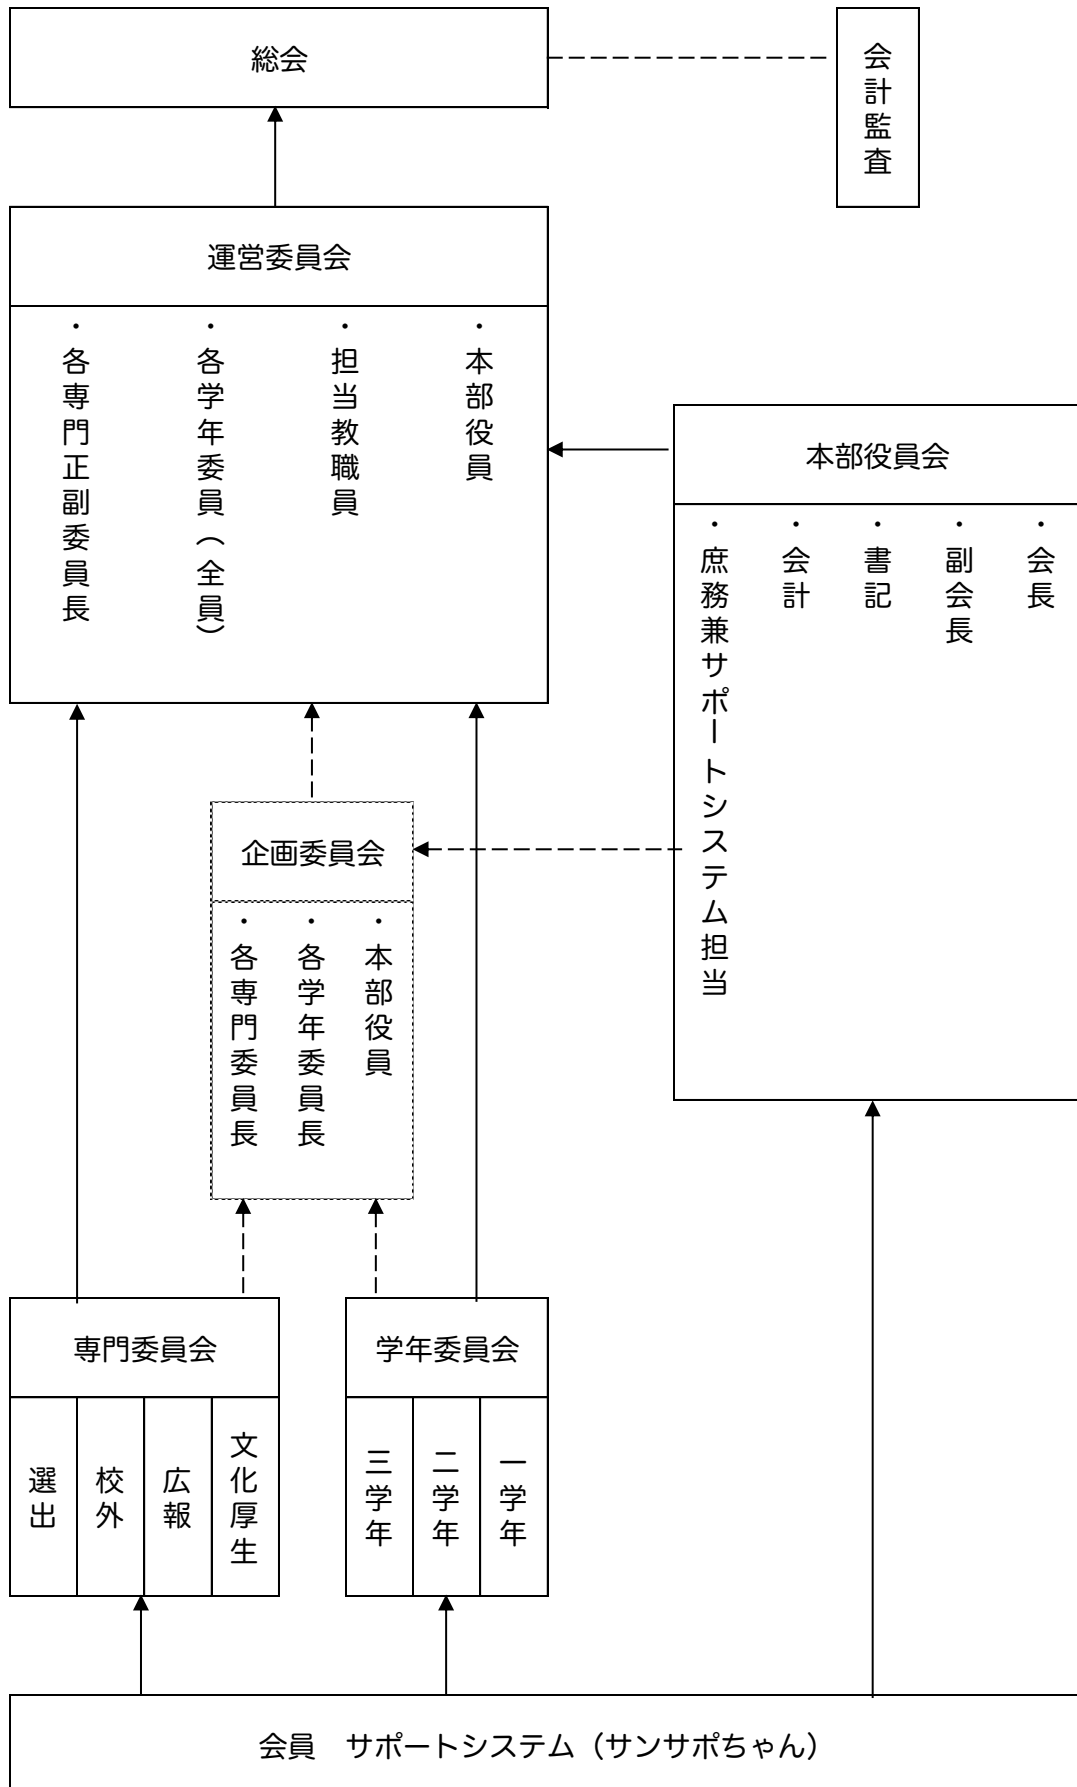 総会
会計監査
運営委員会
・本部役員
・担当教職員
・各学年委員（全員）
・各専門正副委員長
本部役員会
・会長
・副会長
・書記
・会計
・庶務兼サポートシステム担当
企画委員会
・本部役員
・各学年委員長
・各専門委員長
専門委員会
文化厚生
広報
校外
選出
学年委員会
一学年
二学年
三学年
会員　サポートシステム（サンサポちゃん）